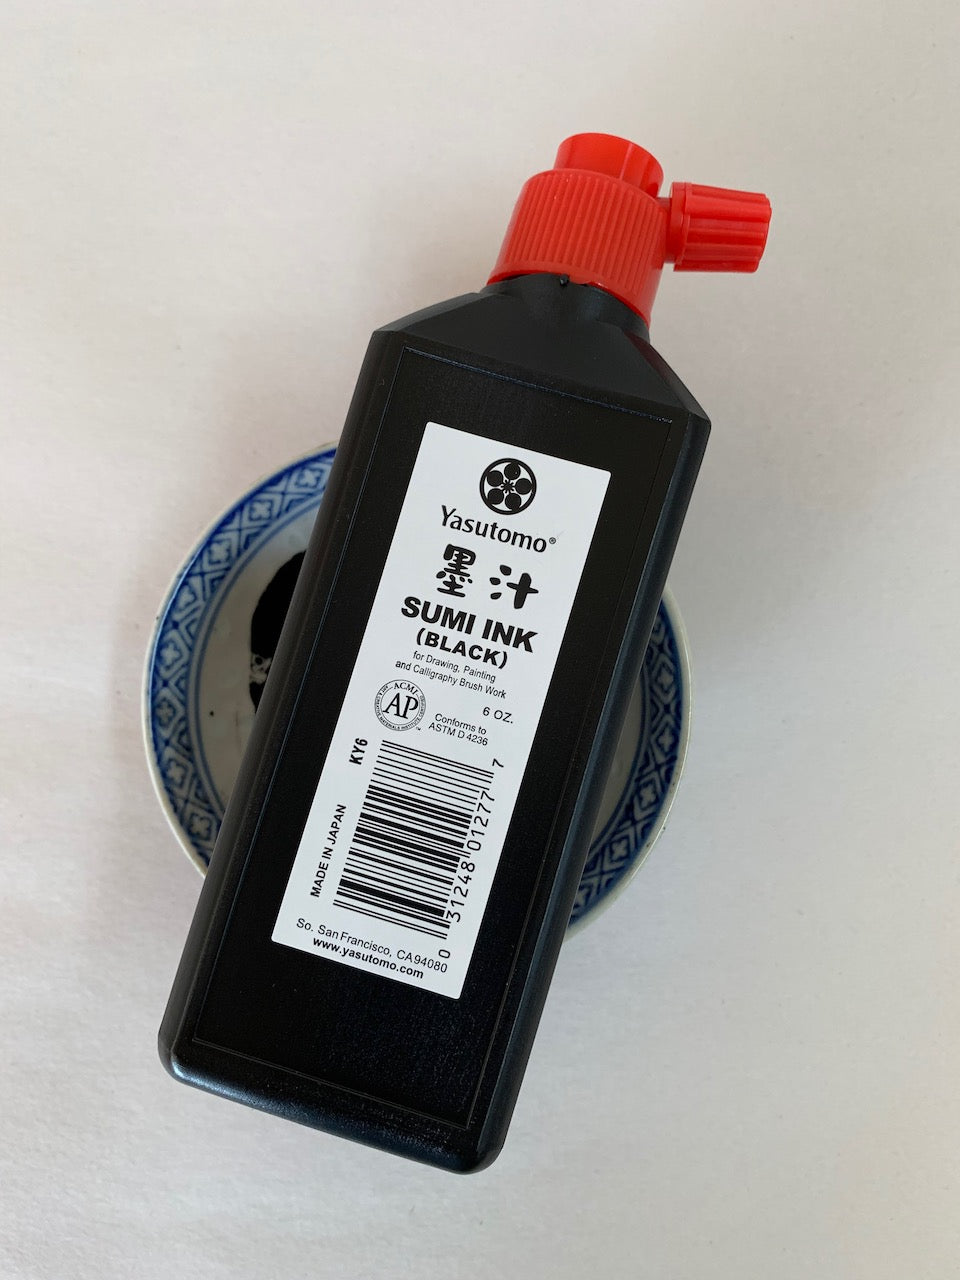 Yasutomo®
墨汁
SUMI INK
(BLACK)
for Drawing, Painting
and Calligraphy Brush Work
6 OZ.
ACMI
AP
Conforms to
ASTM D 4236
KY6
MADE IN JAPAN
0 31248 01277 7
So. San Francisco, CA 94080
www.yasutomo.com